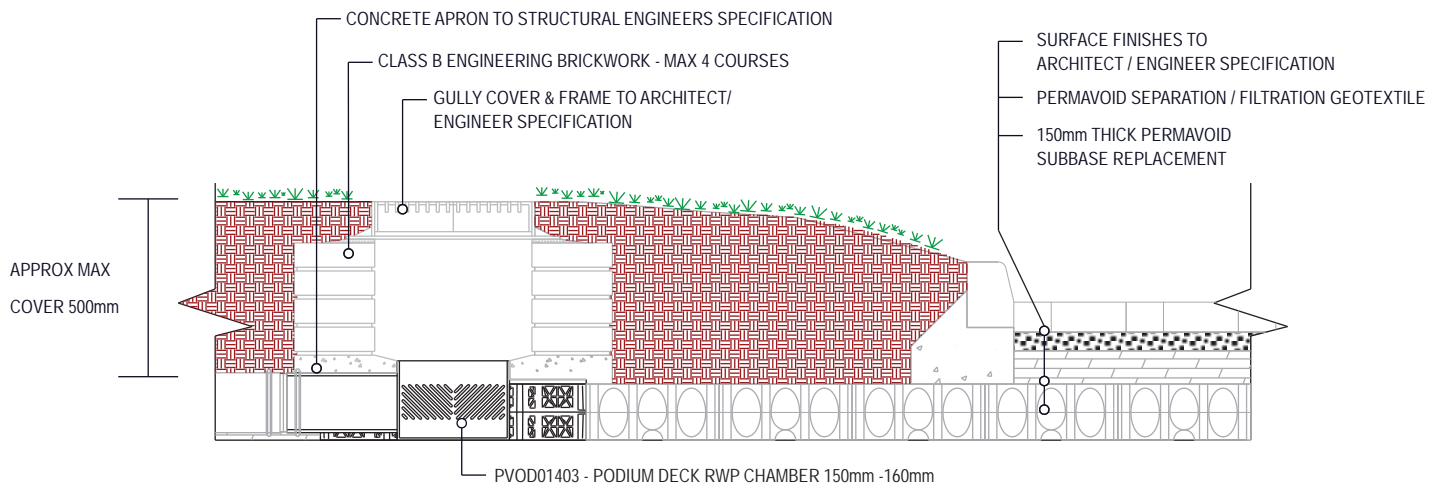 CONCRETE APRON TO STRUCTURAL ENGINEERS SPECIFICATION
CLASS B ENGINEERING BRICKWORK - MAX 4 COURSES
GULLY COVER & FRAME TO ARCHITECT/
ENGINEER SPECIFICATION
SURFACE FINISHES TO
ARCHITECT / ENGINEER SPECIFICATION
PERMAVOID SEPARATION / FILTRATION GEOTEXTILE
150mm THICK PERMAVOID
SUBBASE REPLACEMENT
APPROX MAX
COVER 500mm
PVOD01403 - PODIUM DECK RWP CHAMBER 150mm -160mm